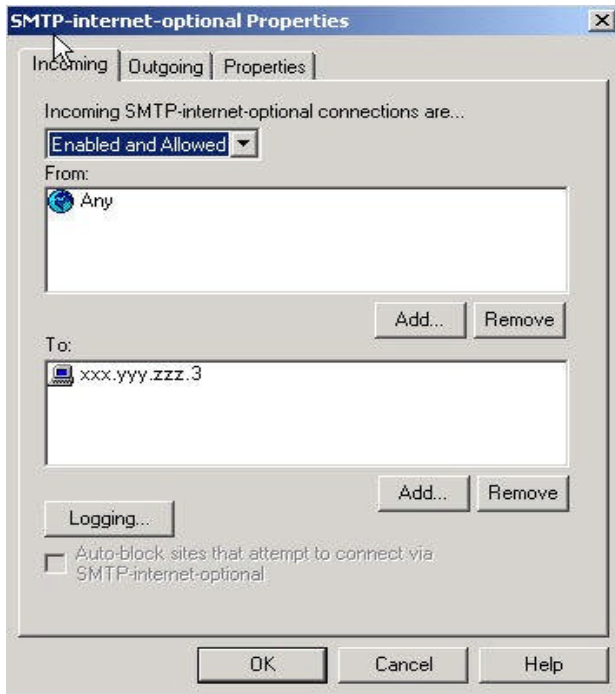 SMTP-internet-optional Properties
Incoming Outgoing Properties
Incoming SMTP-internet-optional connections are...
Enabled and Allowed
From:
Any
Add... Remove
To:
xxx.yyy.zzz.3
Add... Remove
Logging...
Auto-block sites that attempt to connect via
SMTP-internet-optional
OK Cancel Help